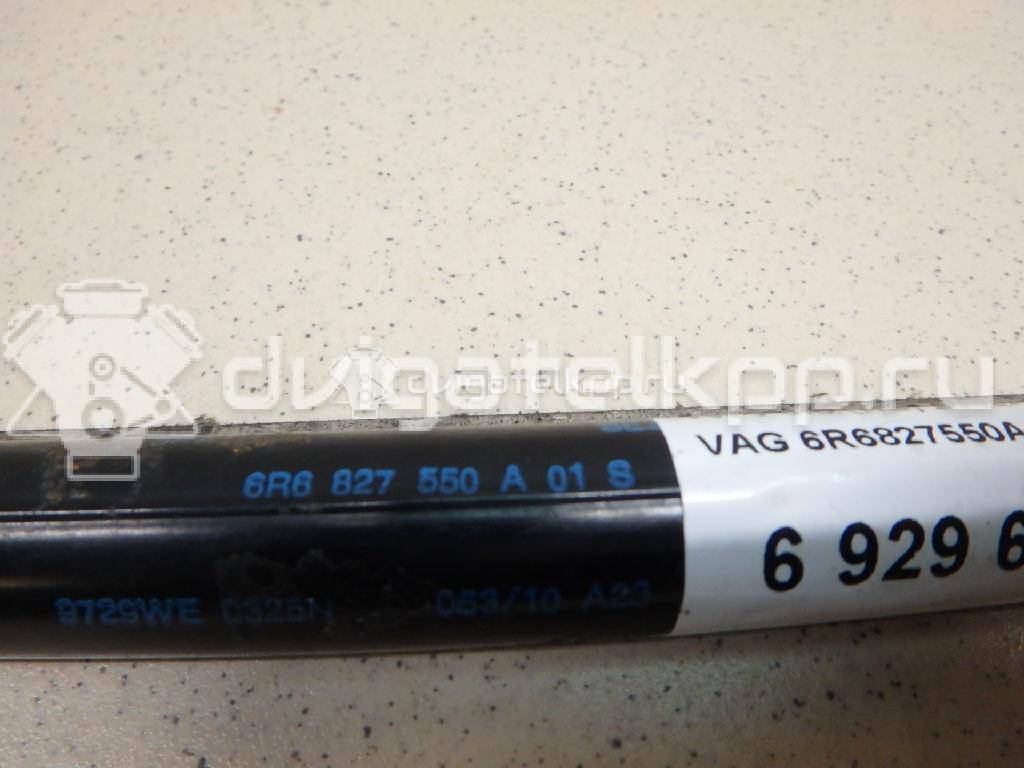 dvigatelkpp.ru
6R6 827 550 A 01 S
VAG 6R6827550A
6 929 6
9729WE 0325N 053/10 A23